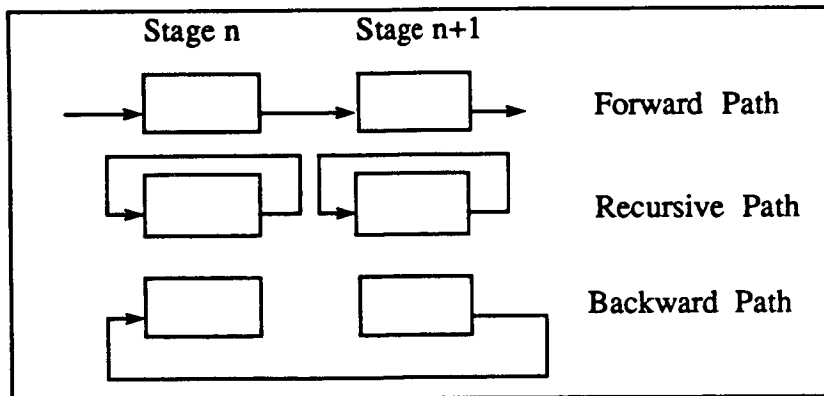 Stage n Stage n+1
Forward Path
Recursive Path
Backward Path